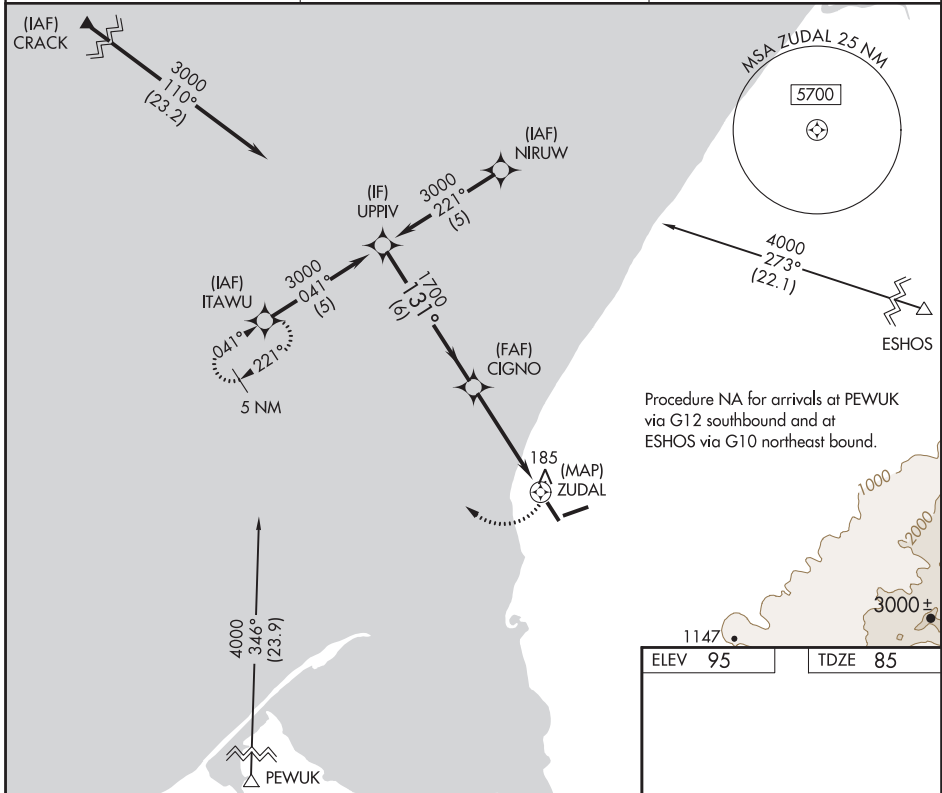 (IAF)
CRACK
3000
110°
(23.2)
MSA ZUDAL 25 NM
5700
(IAF)
NIRUW
3000
221°
(5)
(IF)
UPPIV
(IAF)
ITAWU
3000
041°
(5)
041°
221°
5 NM
1700
131°
(6)
(FAF)
CIGNO
4000
273°
(22.1)
ESHOS
Procedure NA for arrivals at PEWUK
via G12 southbound and at
ESHOS via G10 northeast bound.
185
(MAP)
ZUDAL
1000
2000
3000 ±
1147
4000
346°
(23.9)
PEWUK
ELEV 95
TDZE 85